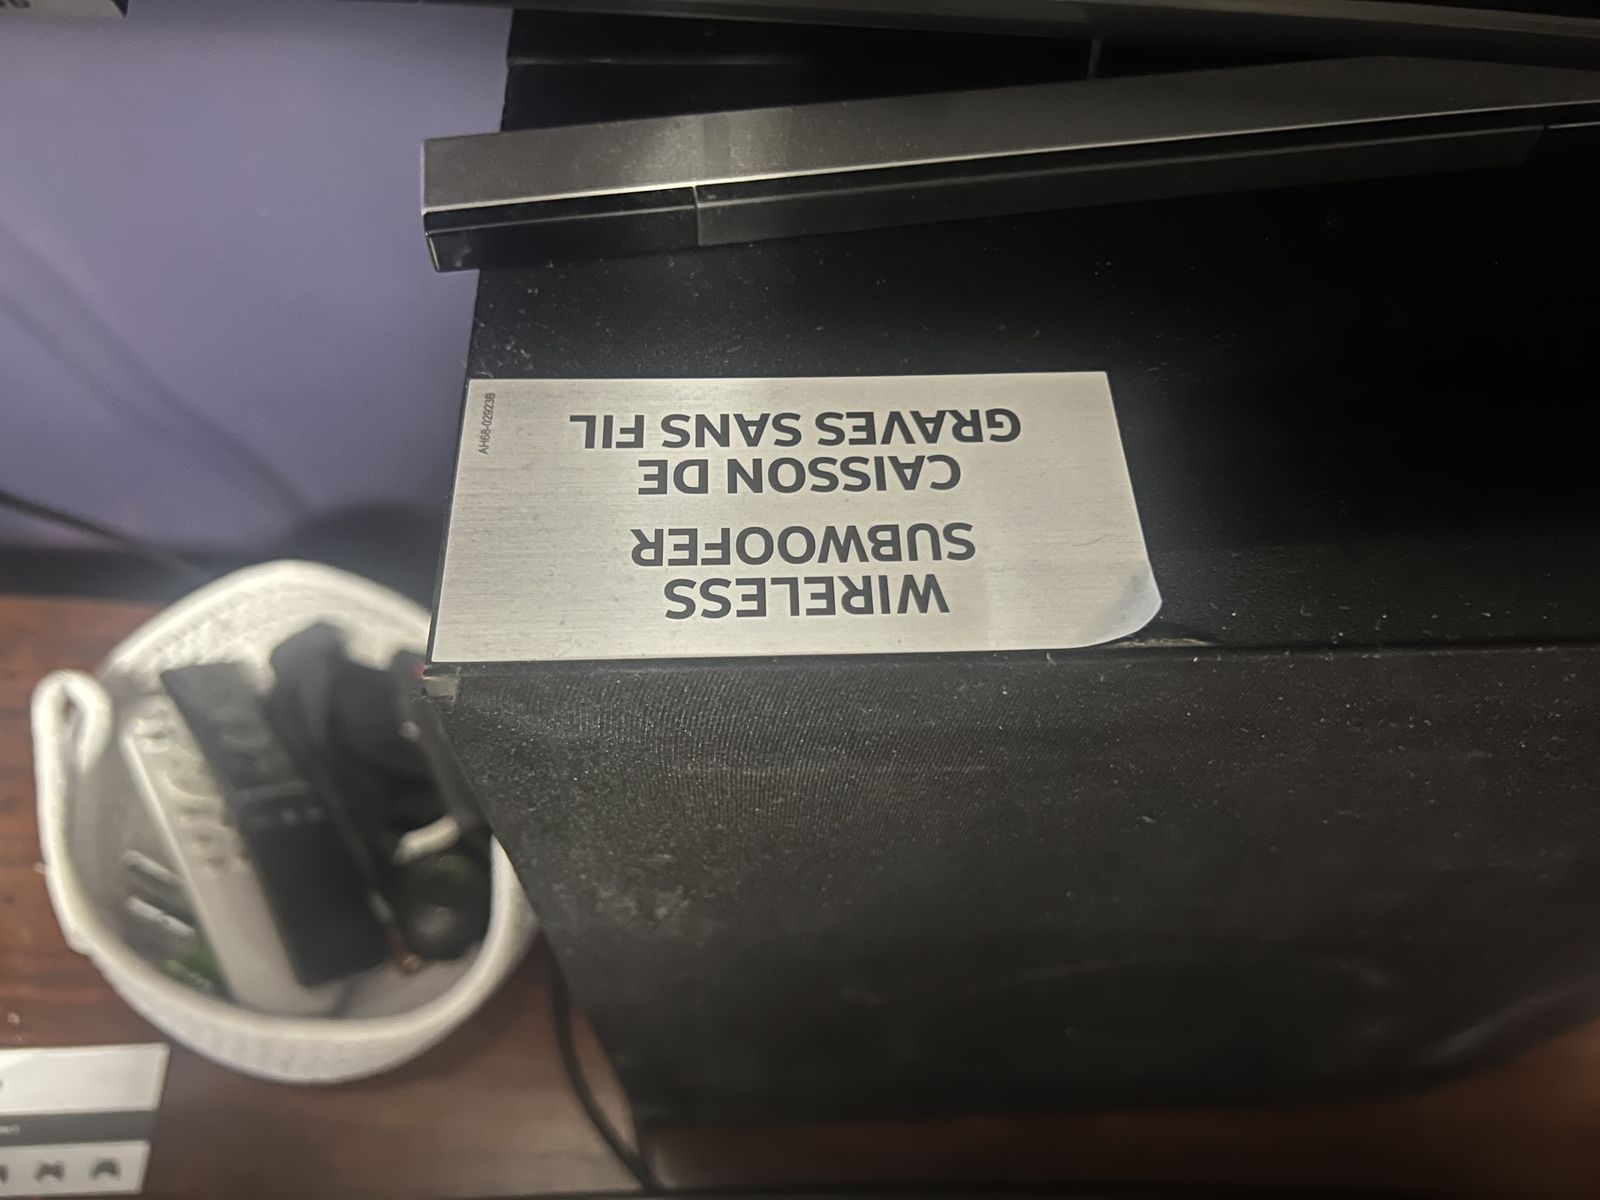 WIRELESS
SUBWOOFER
CAISSON DE
GRAVES SANS FIL
AH68-02923B